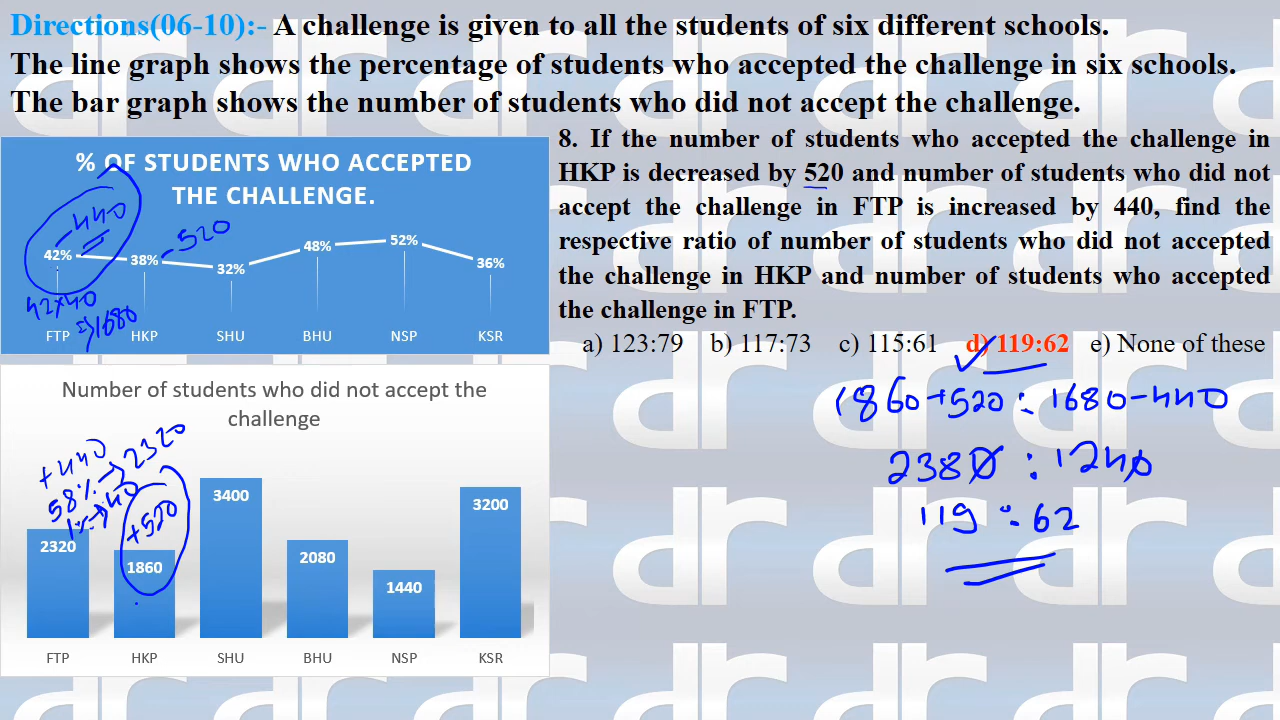 Directions(06-10):- A challenge is given to all the students of six different schools.
The line graph shows the percentage of students who accepted the challenge in six schools.
The bar graph shows the number of students who did not accept the challenge.
% OF STUDENTS WHO ACCEPTED
THE CHALLENGE.
-440
-520
42% 38% 32% 48% 52% 36%
42×40
⇒1680
FTP HKP SHU BHU NSP KSR
Number of students who did not accept the
challenge
+440
58% → 2320
1% → 40
+520
2320 1860 3400 2080 1440 3200
FTP HKP SHU BHU NSP KSR
8. If the number of students who accepted the challenge in
HKP is decreased by 520 and number of students who did not
accept the challenge in FTP is increased by 440, find the
respective ratio of number of students who did not accepted
the challenge in HKP and number of students who accepted
the challenge in FTP.
a) 123:79 b) 117:73 c) 115:61 d) 119:62 e) None of these
1860+520 : 1680-440
2380 : 1240
119 : 62
dr